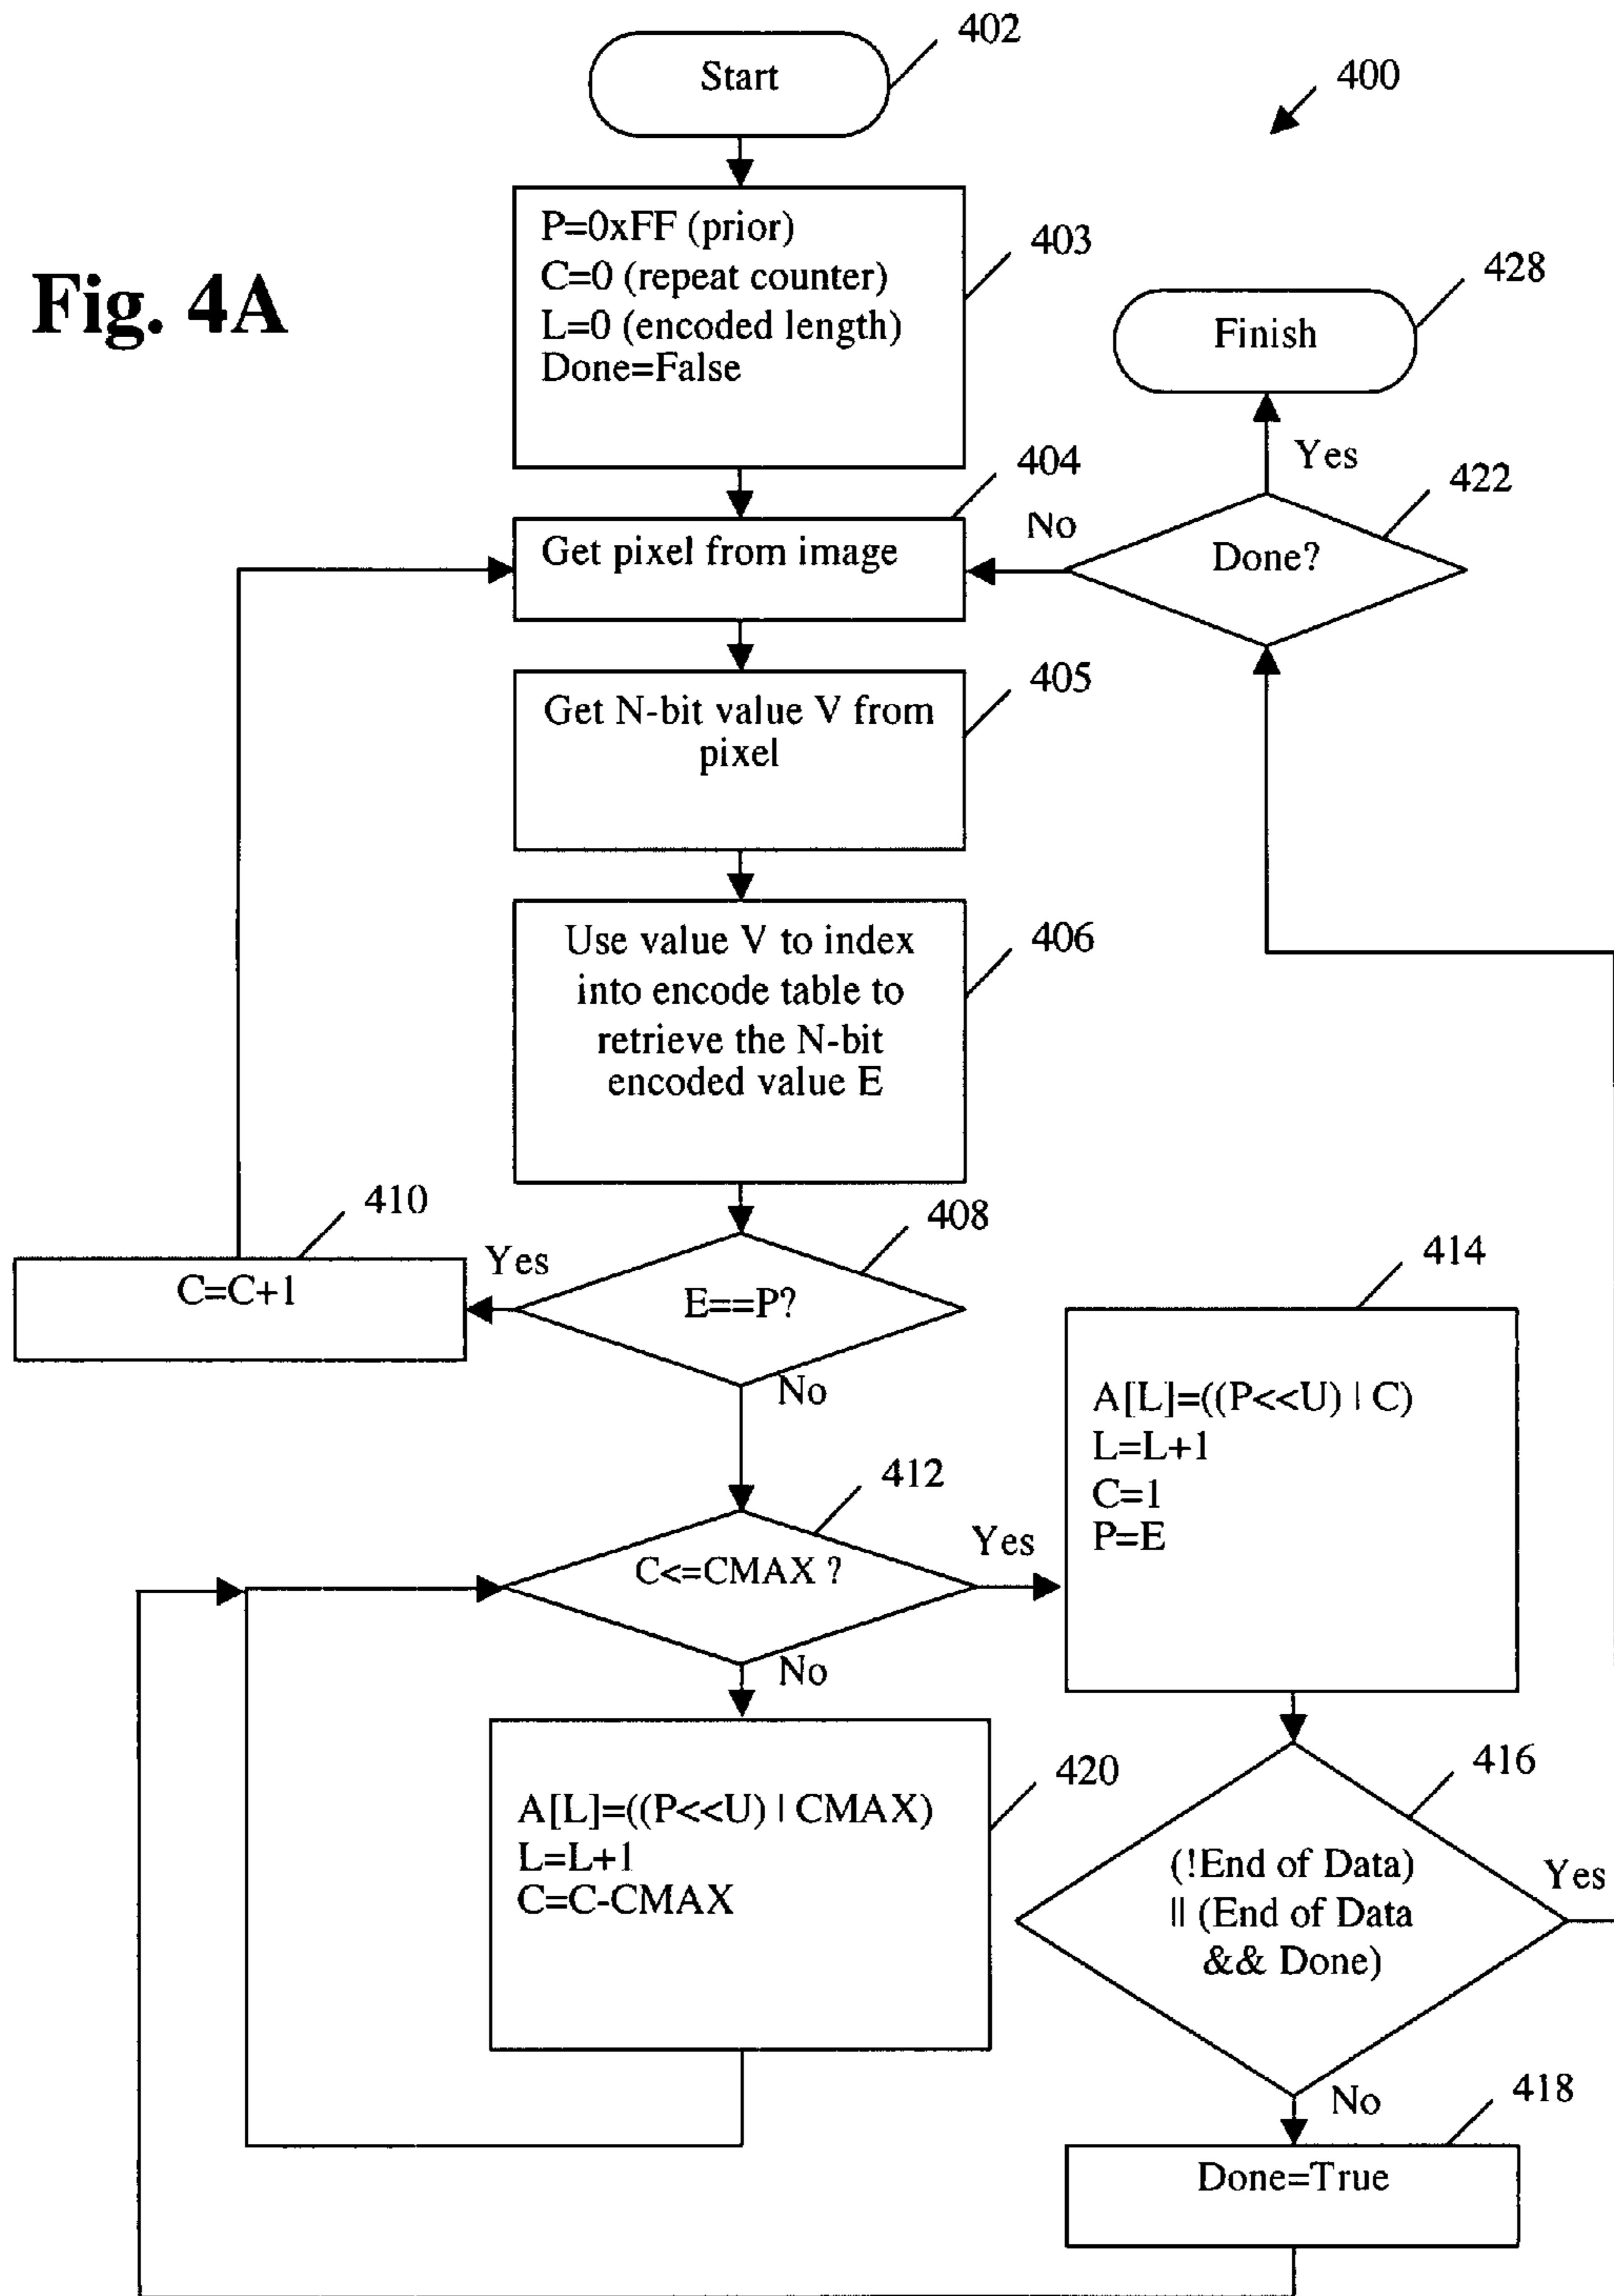 402
Start
400
P=0xFF (prior)
C=0 (repeat counter)
L=0 (encoded length)
Done=False
403
Fig. 4A
428
Finish
Yes
404
422
No
Get pixel from image
Done?
405
Get N-bit value V from
pixel
406
Use value V to index
into encode table to
retrieve the N-bit
encoded value E
410
408
Yes
C=C+1
E==P?
No
414
A[L]=((P<<U) | C)
L=L+1
C=1
P=E
412
Yes
C<=CMAX ?
No
420
A[L]=((P<<U) | CMAX)
L=L+1
C=C-CMAX
416
(!End of Data)
|| (End of Data
&& Done)
Yes
No
418
Done=True